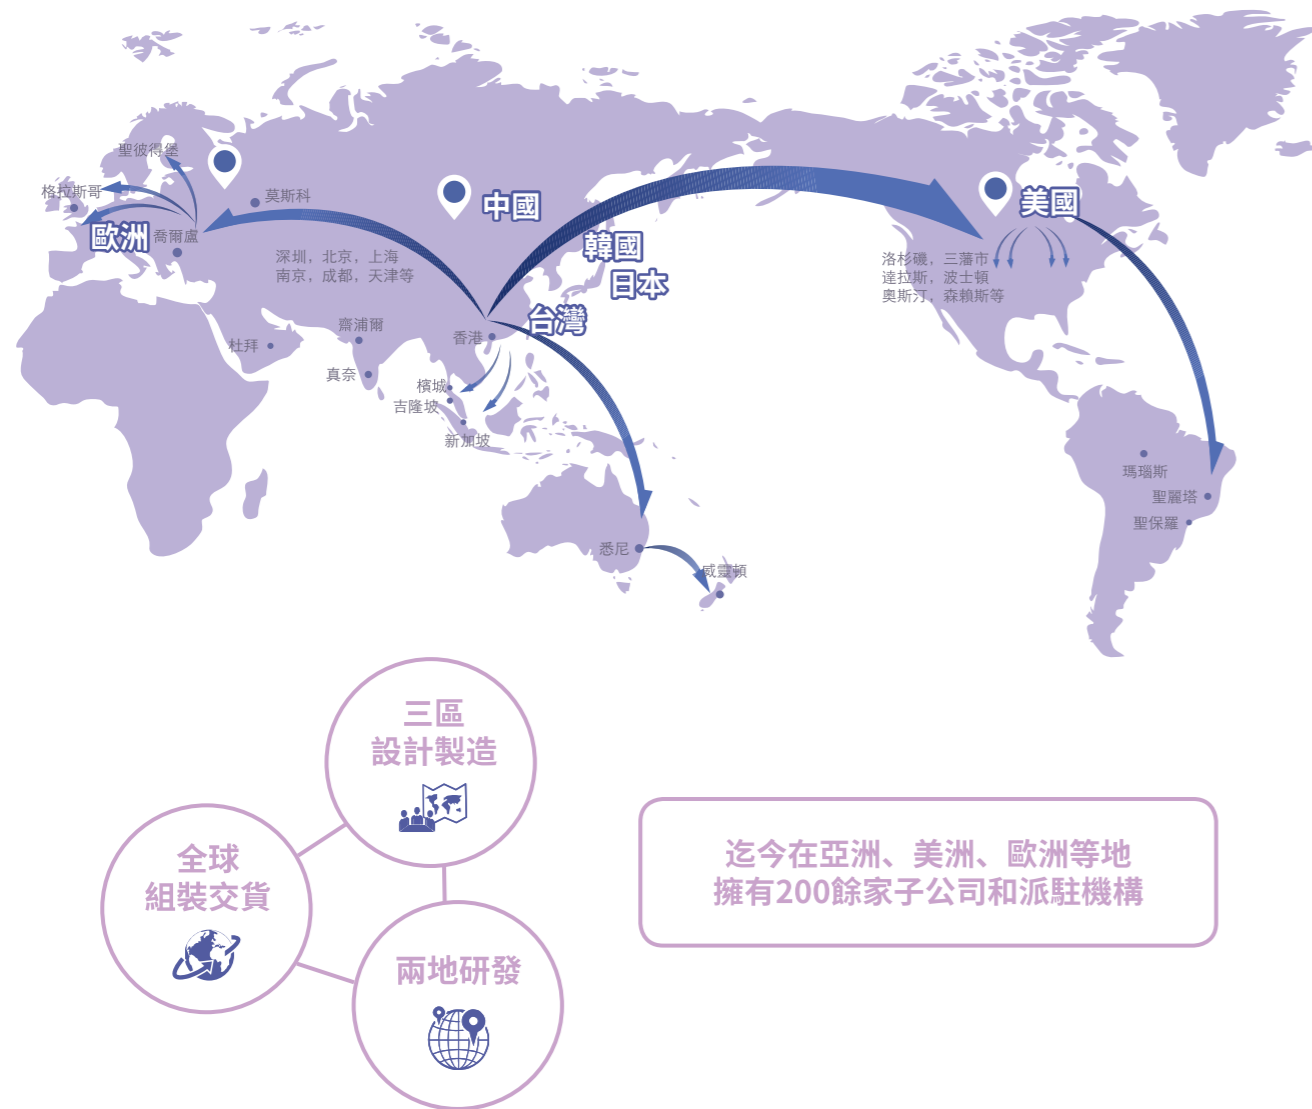 聖彼得堡
格拉斯哥
莫斯科
中國
美國
歐洲
喬爾盧
韓國
日本
深圳，北京，上海
南京，成都，天津等
洛杉磯，三藩市
達拉斯，波士頓
奧斯汀，森賴斯等
台灣
齋浦爾
香港
杜拜
真奈
檳城
吉隆坡
新加坡
瑪瑙斯
聖麗塔
聖保羅
悉尼
威靈頓
三區
設計製造
全球
組裝交貨
兩地研發
迄今在亞洲、美洲、歐洲等地
擁有200餘家子公司和派駐機構